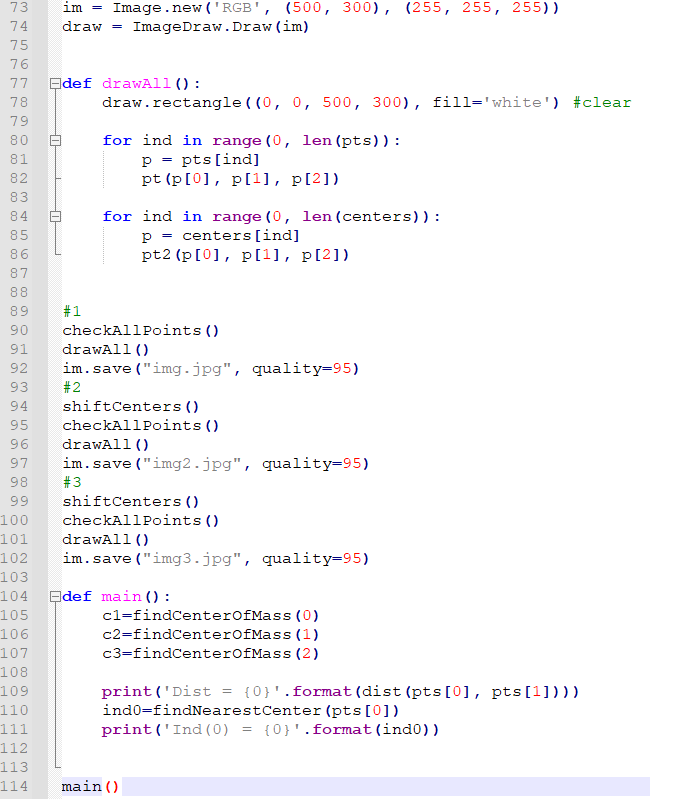 73 im = Image.new('RGB', (500, 300), (255, 255, 255))
74 draw = ImageDraw.Draw(im)
75
76
77 def drawAll():
78     draw.rectangle((0, 0, 500, 300), fill='white') #clear
79
80     for ind in range(0, len(pts)):
81         p = pts[ind]
82         pt(p[0], p[1], p[2])
83
84     for ind in range(0, len(centers)):
85         p = centers[ind]
86         pt2(p[0], p[1], p[2])
87
88
89 #1
90 checkAllPoints()
91 drawAll()
92 im.save("img.jpg", quality=95)
93 #2
94 shiftCenters()
95 checkAllPoints()
96 drawAll()
97 im.save("img2.jpg", quality=95)
98 #3
99 shiftCenters()
100 checkAllPoints()
101 drawAll()
102 im.save("img3.jpg", quality=95)
103
104 def main():
105     c1=findCenterOfMass(0)
106     c2=findCenterOfMass(1)
107     c3=findCenterOfMass(2)
108
109     print('Dist = {0}'.format(dist(pts[0], pts[1])))
110     ind0=findNearestCenter(pts[0])
111     print('Ind(0) = {0}'.format(ind0))
112
113
114 main()